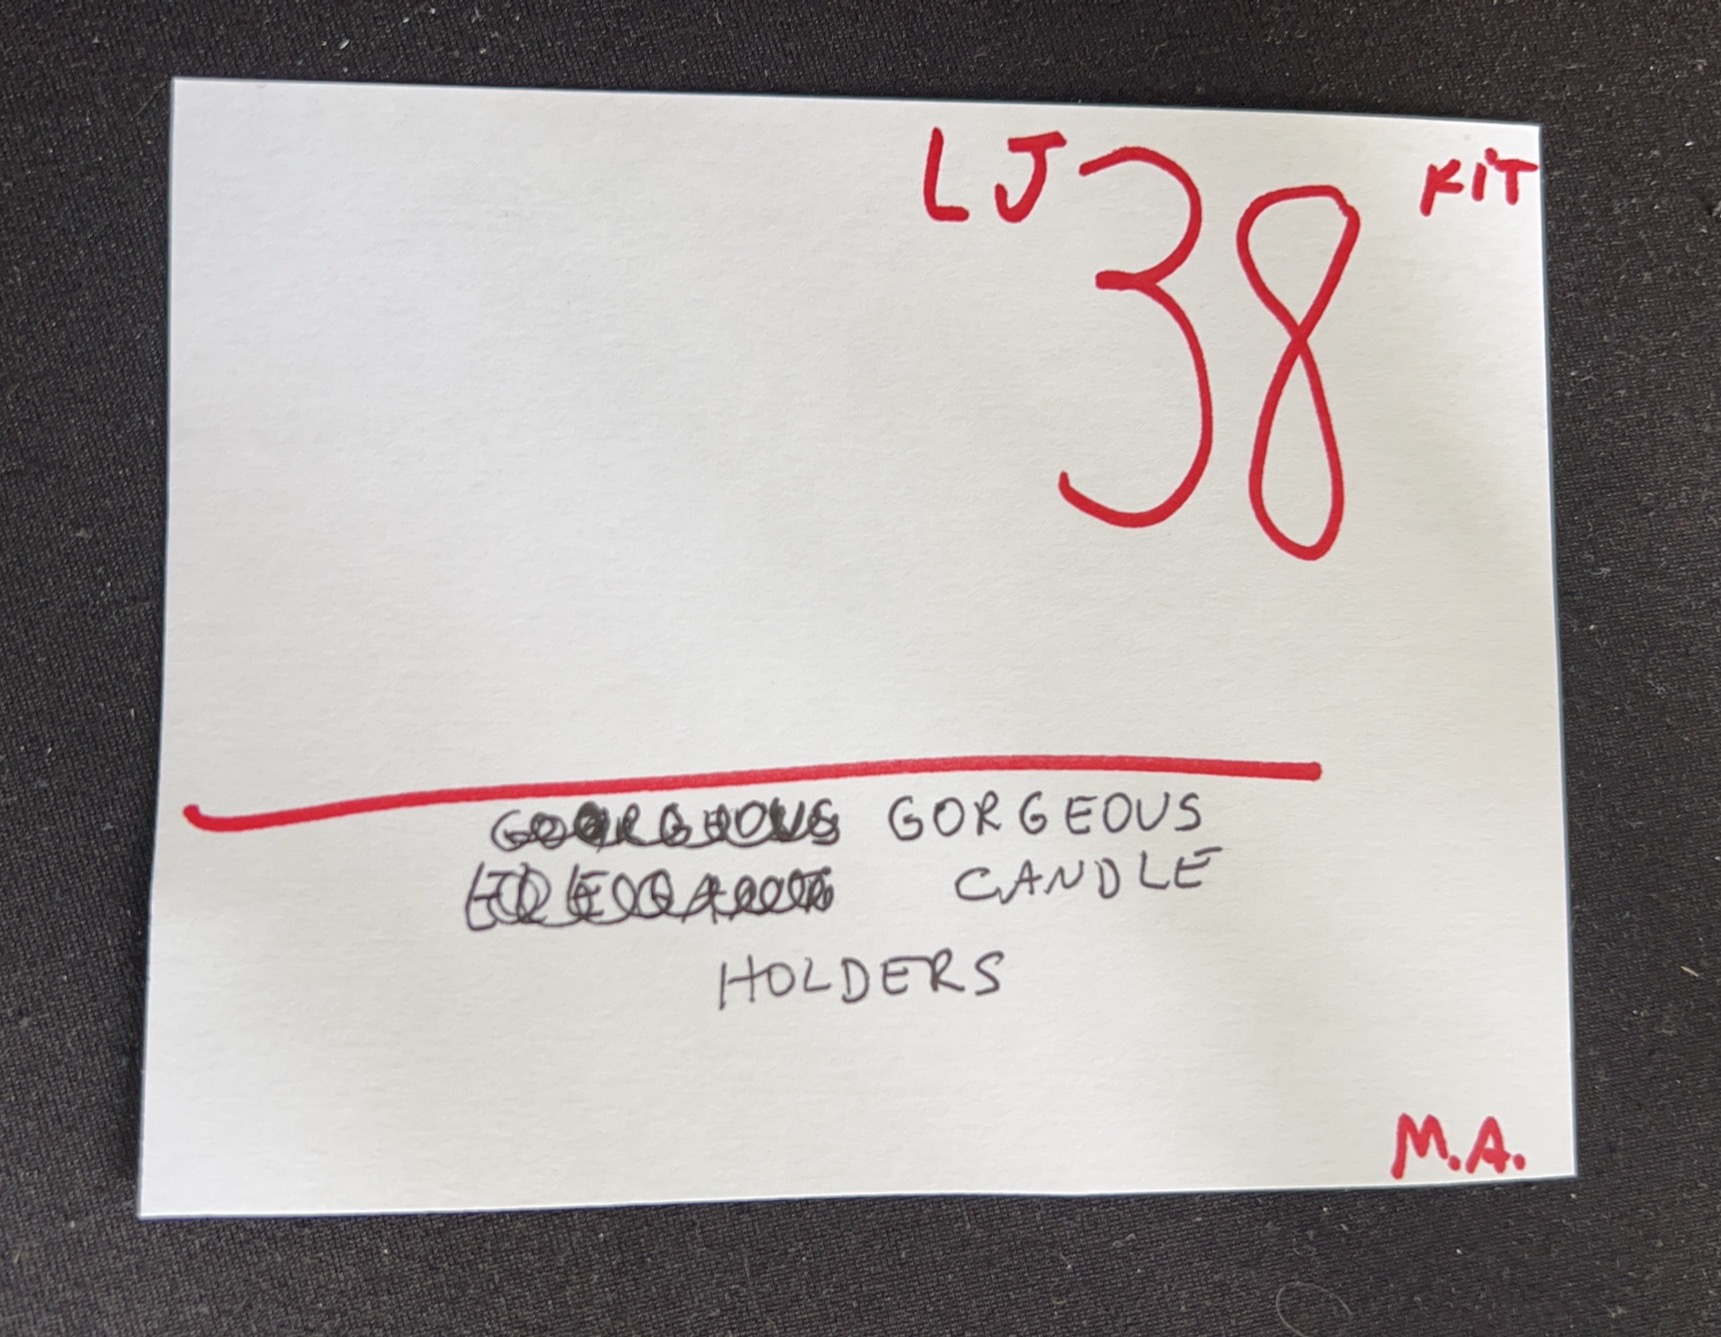 LJ 38 KIT
GORGEOUS
CANDLE
HOLDERS
M.A.